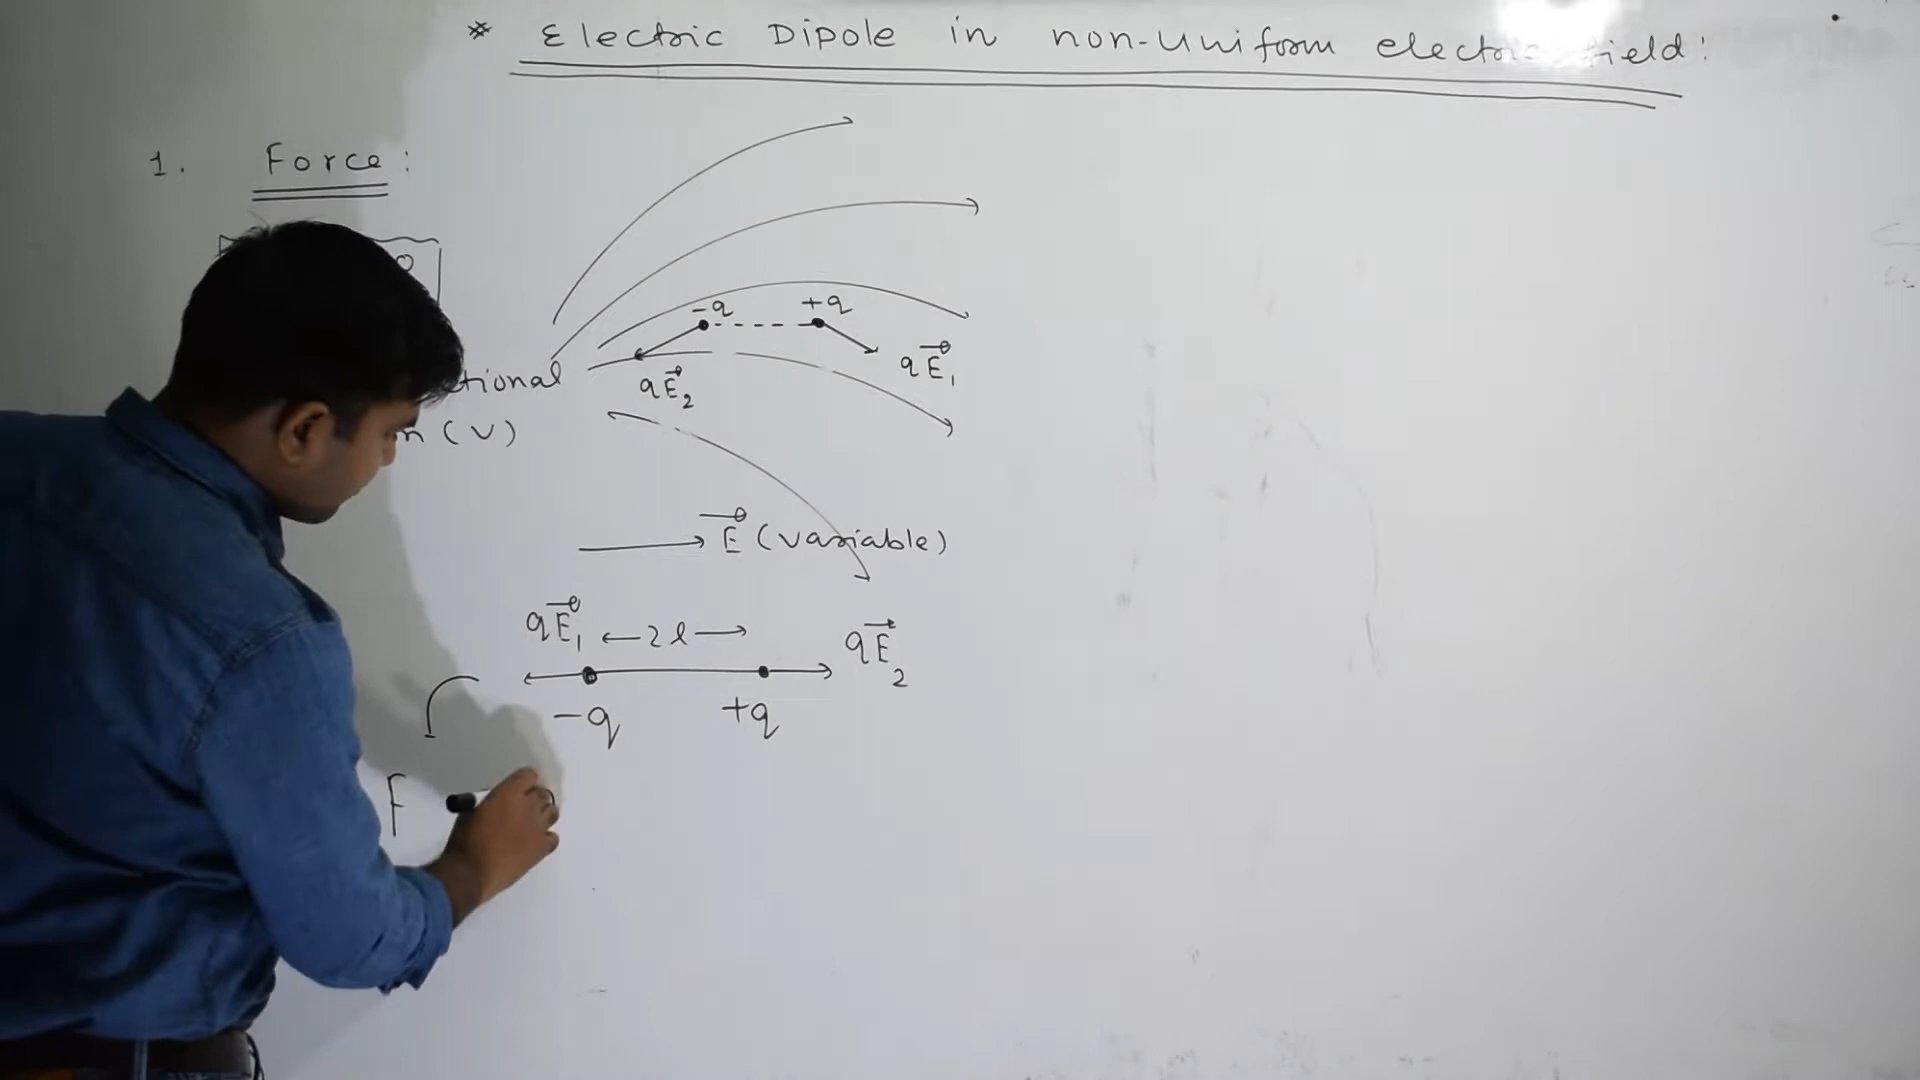 * Electric Dipole in non-uniform electric field:
1. Force:
-q +q
qE⃗₁
qE⃗₂
(V)
E⃗ (variable)
qE⃗₁ ←2l→ qE⃗₂
-q +q
F